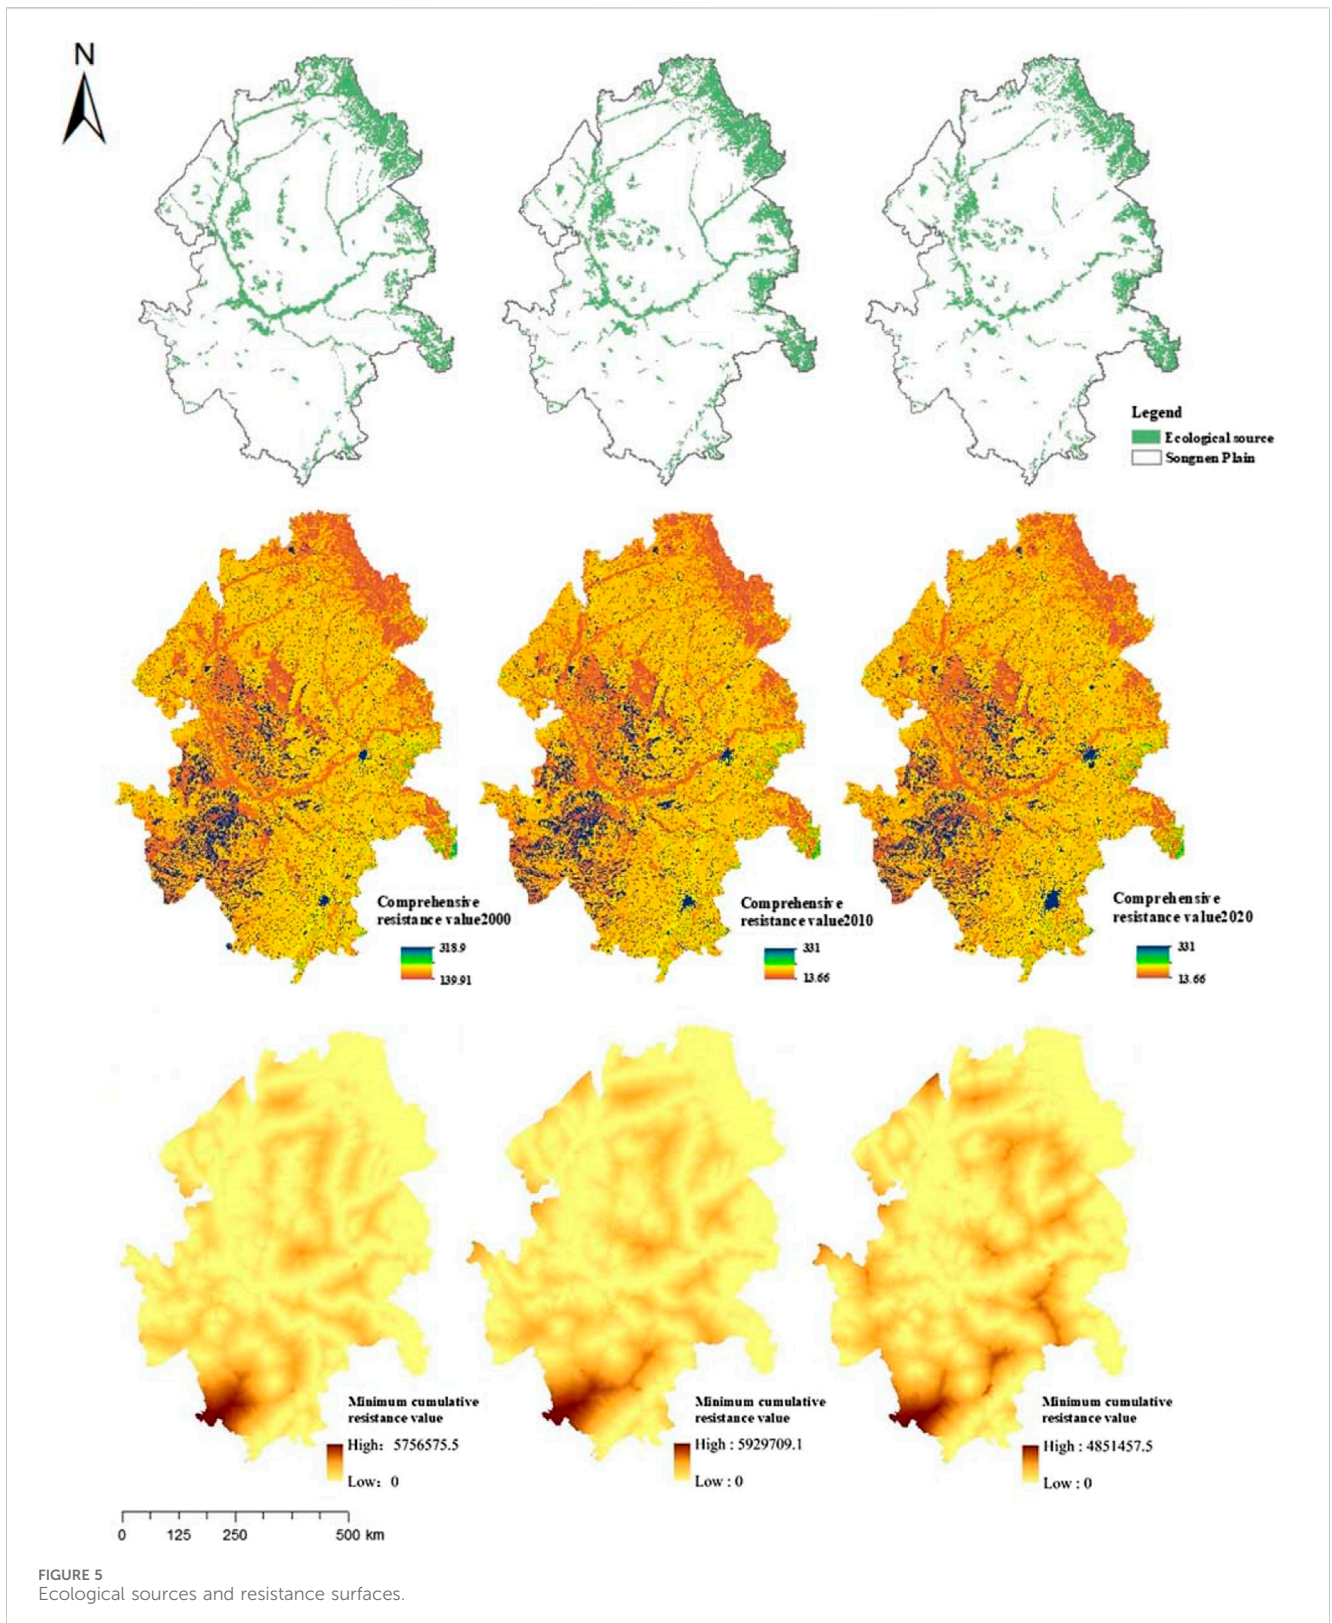 N
Legend
Ecological source
Songnen Plain
Comprehensive
resistance value2000
318.9
139.91
Comprehensive
resistance value2010
331
13.66
Comprehensive
resistance value2020
331
13.66
Minimum cumulative
resistance value
High: 5756575.5
Low: 0
Minimum cumulative
resistance value
High : 5929709.1
Low : 0
Minimum cumulative
resistance value
High : 4851457.5
Low : 0
0 125 250 500 km
FIGURE 5
Ecological sources and resistance surfaces.